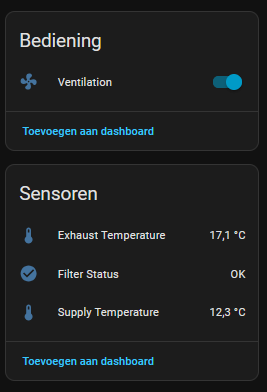 Bediening
Ventilation
Toevoegen aan dashboard
Sensoren
Exhaust Temperature 17,1 °C
Filter Status OK
Supply Temperature 12,3 °C
Toevoegen aan dashboard